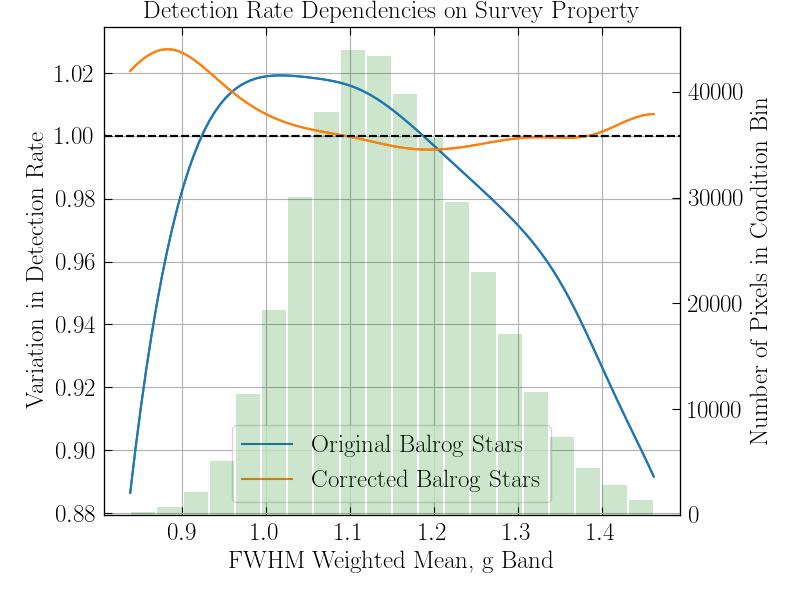 Detection Rate Dependencies on Survey Property
Variation in Detection Rate
1.02
1.00
0.98
0.96
0.94
0.92
0.90
0.88
40000
30000
20000
10000
0
Number of Pixels in Condition Bin
Original Balrog Stars
Corrected Balrog Stars
0.9 1.0 1.1 1.2 1.3 1.4
FWHM Weighted Mean, g Band